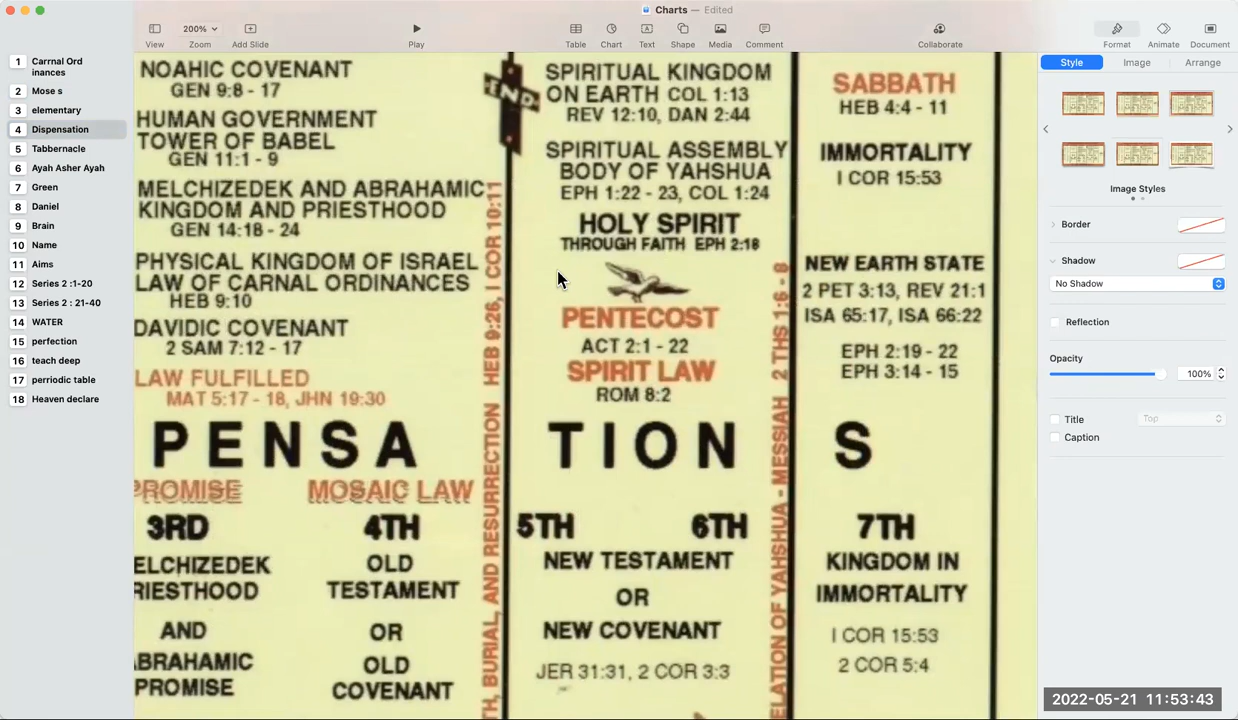 Charts — Edited
200%
View
Zoom
Add Slide
Play
Table
Chart
Text
Shape
Media
Comment
Collaborate
Format
Animate
Document
1 Carrnal Ord
inances
2 Mose s
3 elementary
4 Dispensation
5 Tabbernacle
6 Ayah Asher Ayah
7 Green
8 Daniel
9 Brain
10 Name
11 Aims
12 Series 2 :1-20
13 Series 2 : 21-40
14 WATER
15 perfection
16 teach deep
17 perriodic table
18 Heaven declare
NOAHIC COVENANT
GEN 9:8 - 17
HUMAN GOVERNMENT
TOWER OF BABEL
GEN 11:1 - 9
MELCHIZEDEK AND ABRAHAMIC
KINGDOM AND PRIESTHOOD
GEN 14:18 - 24
PHYSICAL KINGDOM OF ISRAEL
LAW OF CARNAL ORDINANCES
HEB 9:10
DAVIDIC COVENANT
2 SAM 7:12 - 17
LAW FULFILLED
MAT 5:17 - 18, JHN 19:30
END
TH, BURIAL, AND RESURRECTION HEB 9:26, I COR 10:11
SPIRITUAL KINGDOM
ON EARTH COL 1:13
REV 12:10, DAN 2:44
SPIRITUAL ASSEMBLY
BODY OF YAHSHUA
EPH 1:22 - 23, COL 1:24
HOLY SPIRIT
THROUGH FAITH EPH 2:18
PENTECOST
ACT 2:1 - 22
SPIRIT LAW
ROM 8:2
ELATION OF YAHSHUA - MESSIAH 2 THS 1:6 - 8
SABBATH
HEB 4:4 - 11
IMMORTALITY
I COR 15:53
NEW EARTH STATE
2 PET 3:13, REV 21:1
ISA 65:17, ISA 66:22
EPH 2:19 - 22
EPH 3:14 - 15
PENSA TION S
PROMISE
MOSAIC LAW
3RD
4TH
5TH
6TH
7TH
ELCHIZEDEK
RIESTHOOD
AND
ABRAHAMIC
PROMISE
OLD
TESTAMENT
OR
OLD
COVENANT
NEW TESTAMENT
OR
NEW COVENANT
JER 31:31, 2 COR 3:3
KINGDOM IN
IMMORTALITY
I COR 15:53
2 COR 5:4
Style
Image
Arrange
Image Styles
Border
Shadow
No Shadow
Reflection
Opacity
100%
Title
Top
Caption
2022-05-21 11:53:43